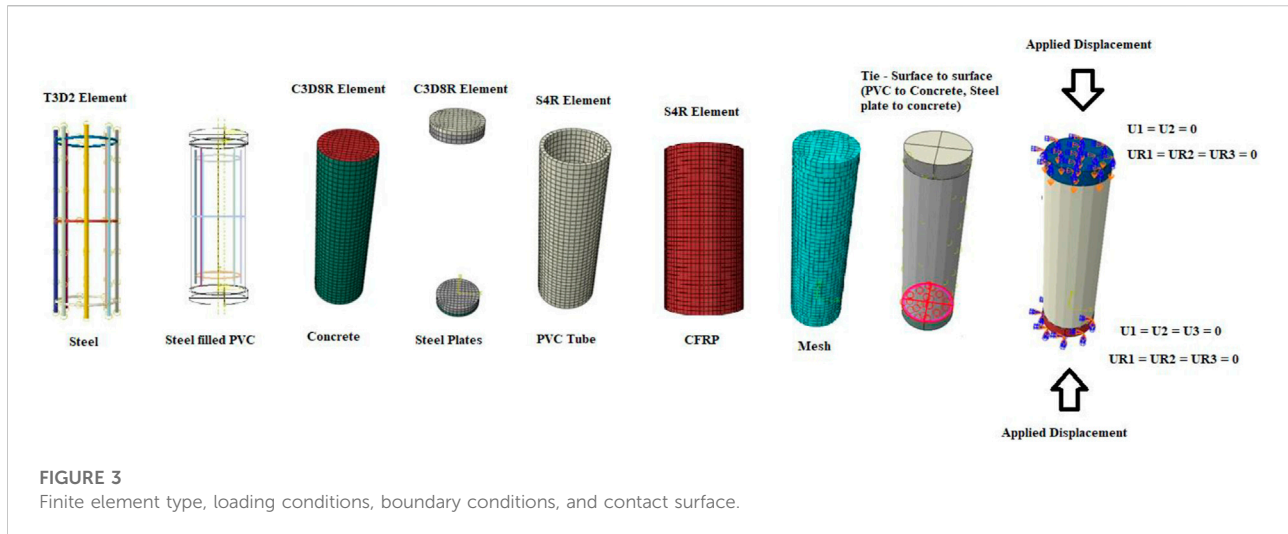 T3D2 Element
Steel
Steel filled PVC
C3D8R Element
Concrete
C3D8R Element
Steel Plates
S4R Element
PVC Tube
S4R Element
CFRP
Mesh
Tie - Surface to surface
(PVC to Concrete, Steel
plate to concrete)
Applied Displacement
U1 = U2 = 0
UR1 = UR2 = UR3 = 0
U1 = U2 = U3 = 0
UR1 = UR2 = UR3 = 0
Applied Displacement
FIGURE 3
Finite element type, loading conditions, boundary conditions, and contact surface.